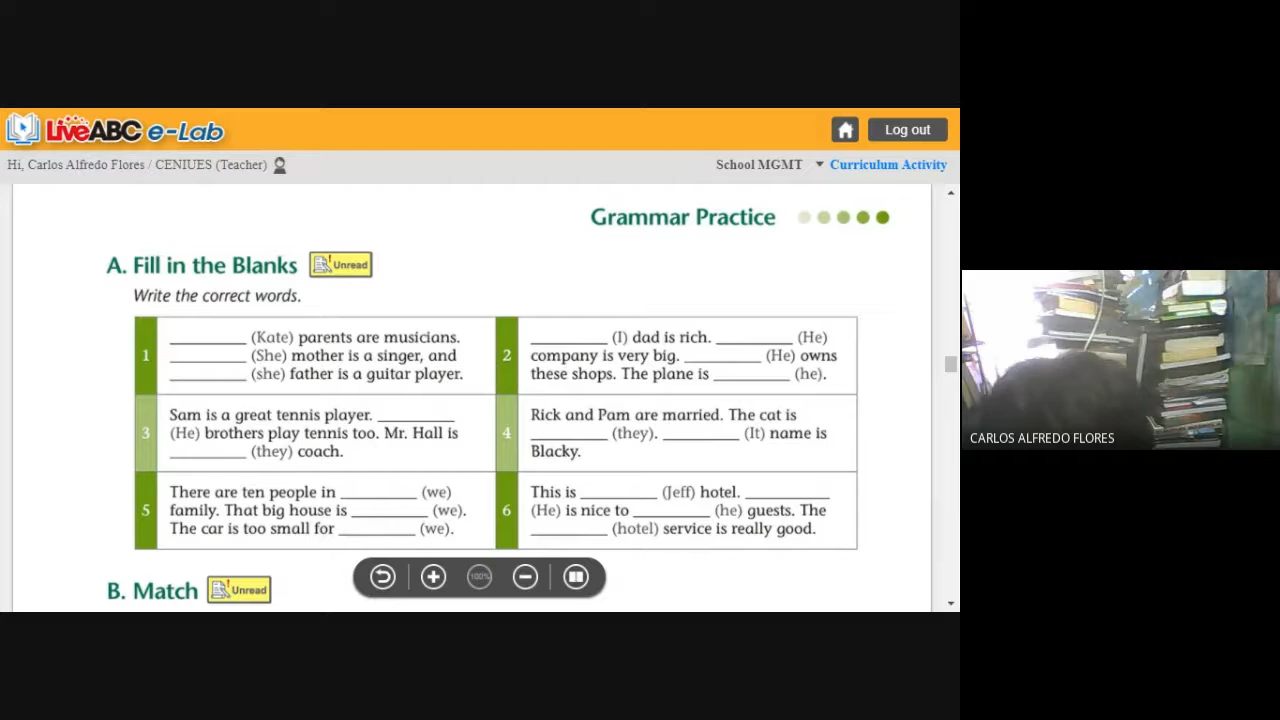 LiveABC e-Lab
Log out
Hi, Carlos Alfredo Flores / CENIUES (Teacher)
School MGMT ▼ Curriculum Activity
Grammar Practice
A. Fill in the Blanks
Unread
Write the correct words.
1
_________ (Kate) parents are musicians.
_________ (She) mother is a singer, and
_________ (she) father is a guitar player.
2
_________ (I) dad is rich. _________ (He)
company is very big. _________ (He) owns
these shops. The plane is _________ (he).
3
Sam is a great tennis player. _________
(He) brothers play tennis too. Mr. Hall is
_________ (they) coach.
4
Rick and Pam are married. The cat is
_________ (they). _________ (It) name is
Blacky.
5
There are ten people in _________ (we)
family. That big house is _________ (we).
The car is too small for _________ (we).
6
This is _________ (Jeff) hotel. __________
(He) is nice to _________ (he) guests. The
_________ (hotel) service is really good.
100%
B. Match
Unread
CARLOS ALFREDO FLORES